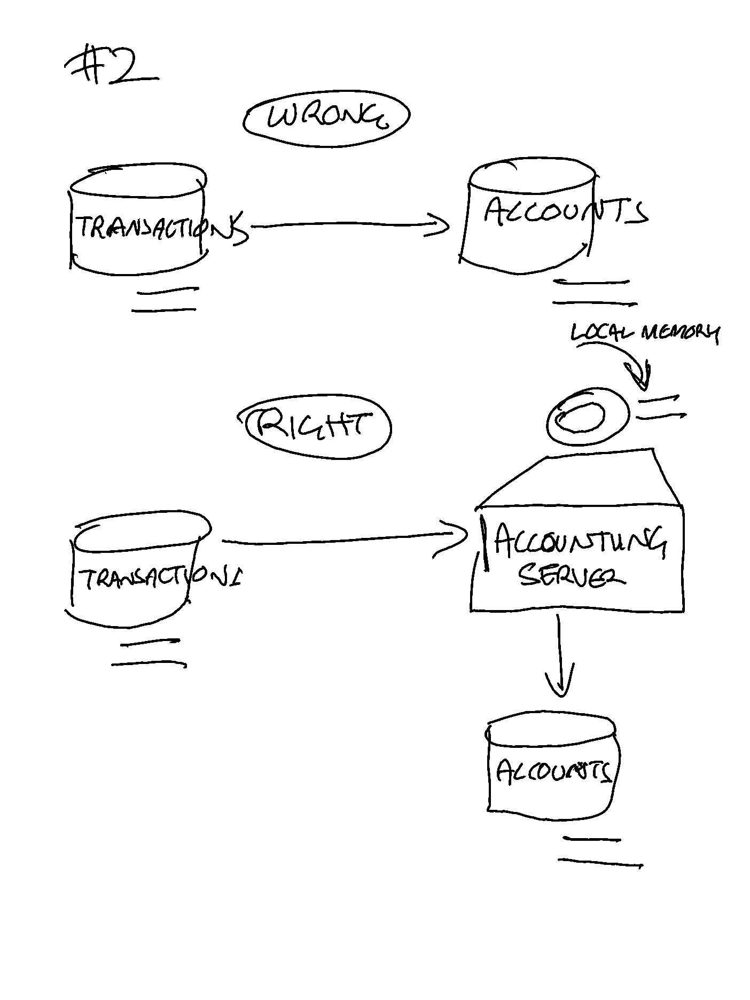 #2
WRONG
TRANSACTIONS
ACCOUNTS
LOCAL MEMORY
RIGHT
ACCOUNTING
SERVER
TRANSACTIONS
ACCOUNTS